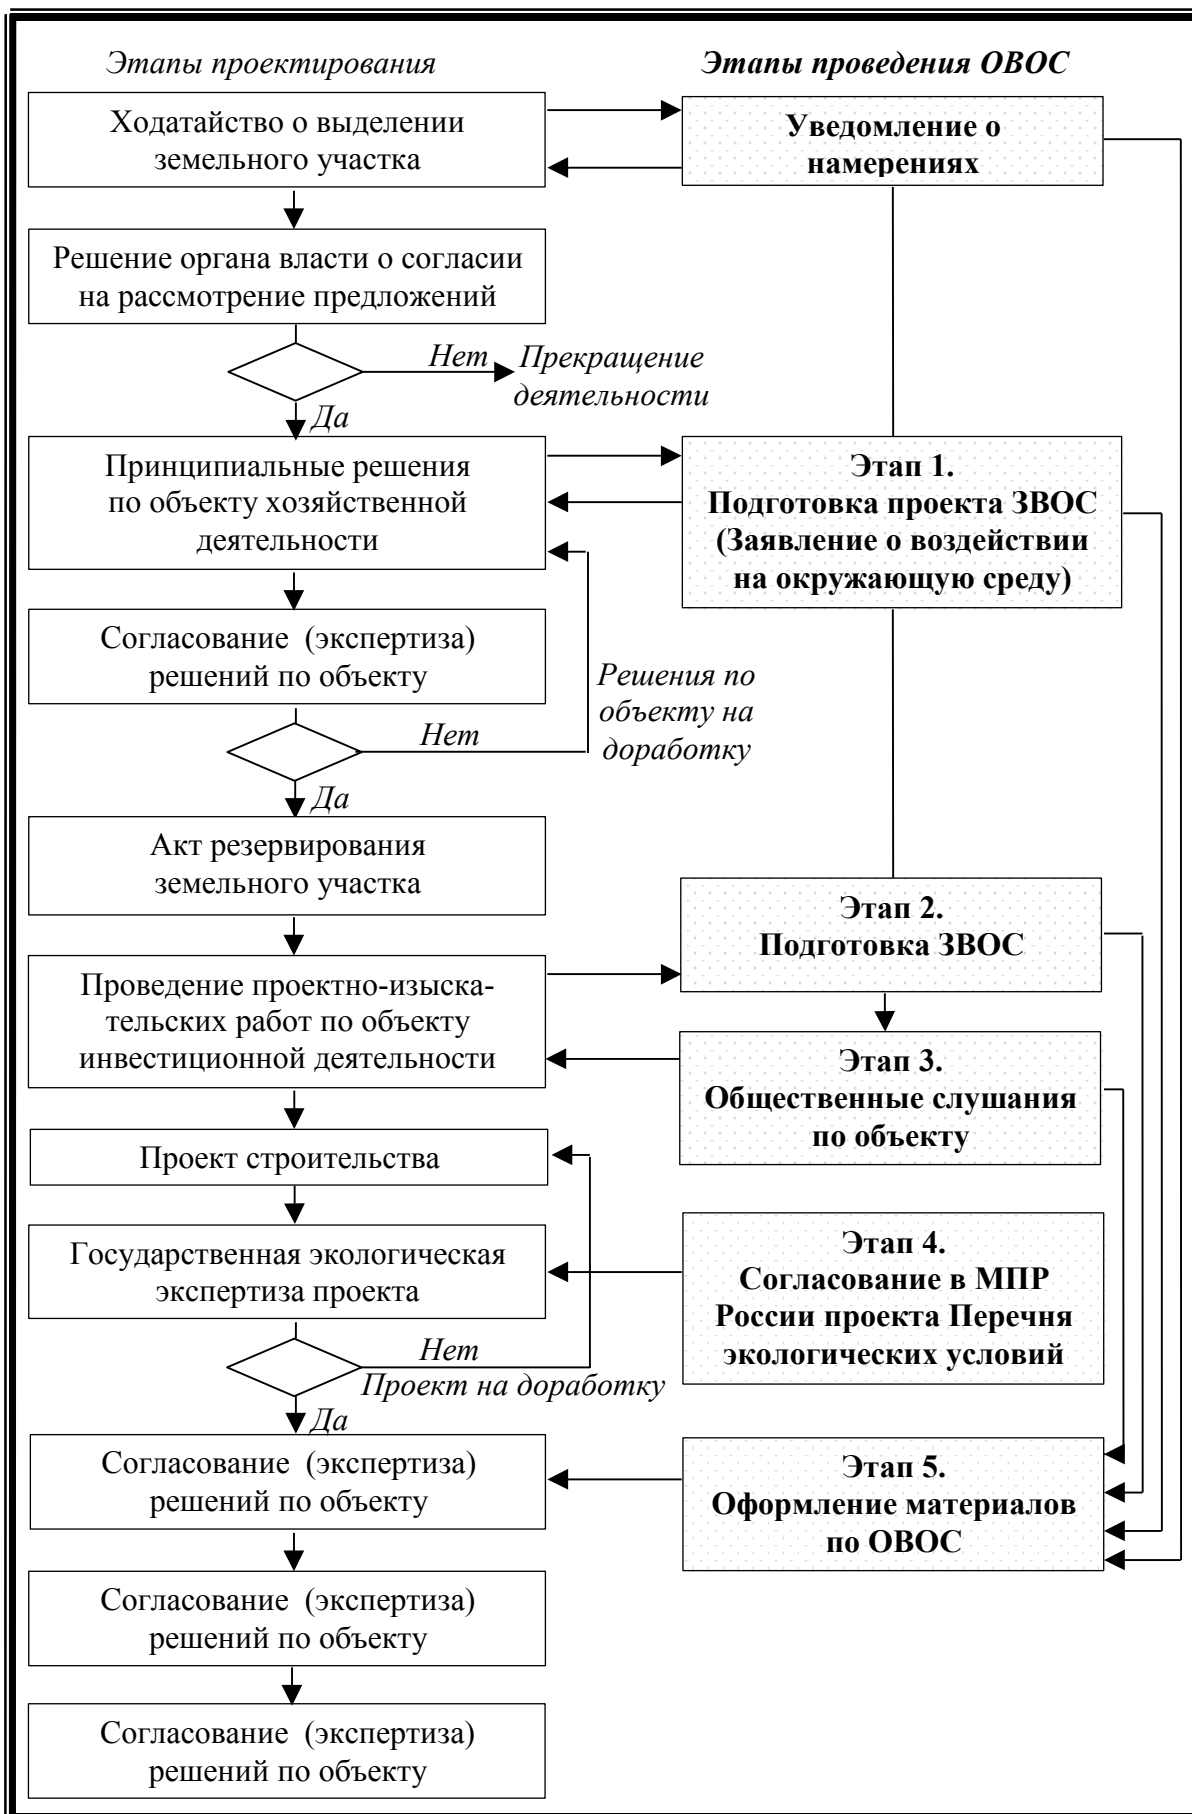 Этапы проектирования
Этапы проведения ОВОС
Ходатайство о выделении
земельного участка
Уведомление о
намерениях
Решение органа власти о согласии
на рассмотрение предложений
Нет
Прекращение
деятельности
Да
Принципиальные решения
по объекту хозяйственной
деятельности
Этап 1.
Подготовка проекта ЗВОС
(Заявление о воздействии
на окружающую среду)
Согласование (экспертиза)
решений по объекту
Решения по
объекту на
доработку
Нет
Да
Акт резервирования
земельного участка
Этап 2.
Подготовка ЗВОС
Проведение проектно-изыска-
тельских работ по объекту
инвестиционной деятельности
Этап 3.
Общественные слушания
по объекту
Проект строительства
Государственная экологическая
экспертиза проекта
Этап 4.
Согласование в МПР
России проекта Перечня
экологических условий
Нет
Проект на доработку
Да
Согласование (экспертиза)
решений по объекту
Этап 5.
Оформление материалов
по ОВОС
Согласование (экспертиза)
решений по объекту
Согласование (экспертиза)
решений по объекту